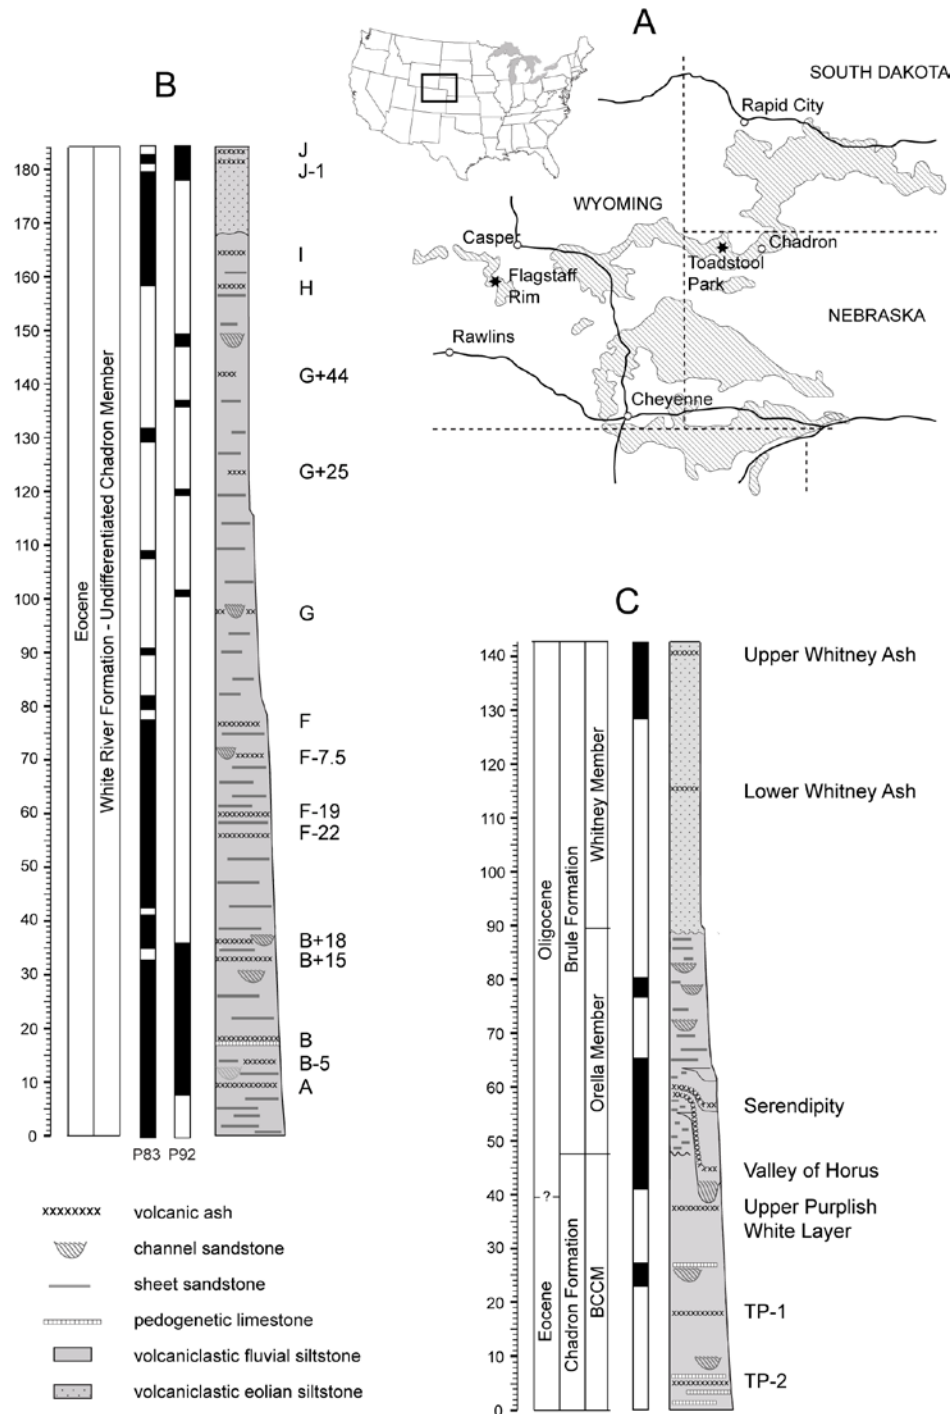 A
SOUTH DAKOTA
Rapid City
WYOMING
Casper
Chadron
Toadstool
Park
Flagstaff
Rim
NEBRASKA
Rawlins
Cheyenne
B
180
170
160
150
140
130
120
110
100
90
80
70
60
50
40
30
20
10
0
Eocene
White River Formation - Undifferentiated Chadron Member
P83
P92
J
J-1
I
H
G+44
G+25
G
F
F-7.5
F-19
F-22
B+18
B+15
B
B-5
A
volcanic ash
channel sandstone
sheet sandstone
pedogenetic limestone
volcaniclastic fluvial siltstone
volcaniclastic eolian siltstone
C
140
130
120
110
100
90
80
70
60
50
40
30
20
10
0
Oligocene
?
Eocene
Brule Formation
Chadron Formation
Whitney Member
Orella Member
BCCM
Upper Whitney Ash
Lower Whitney Ash
Serendipity
Valley of Horus
Upper Purplish
White Layer
TP-1
TP-2